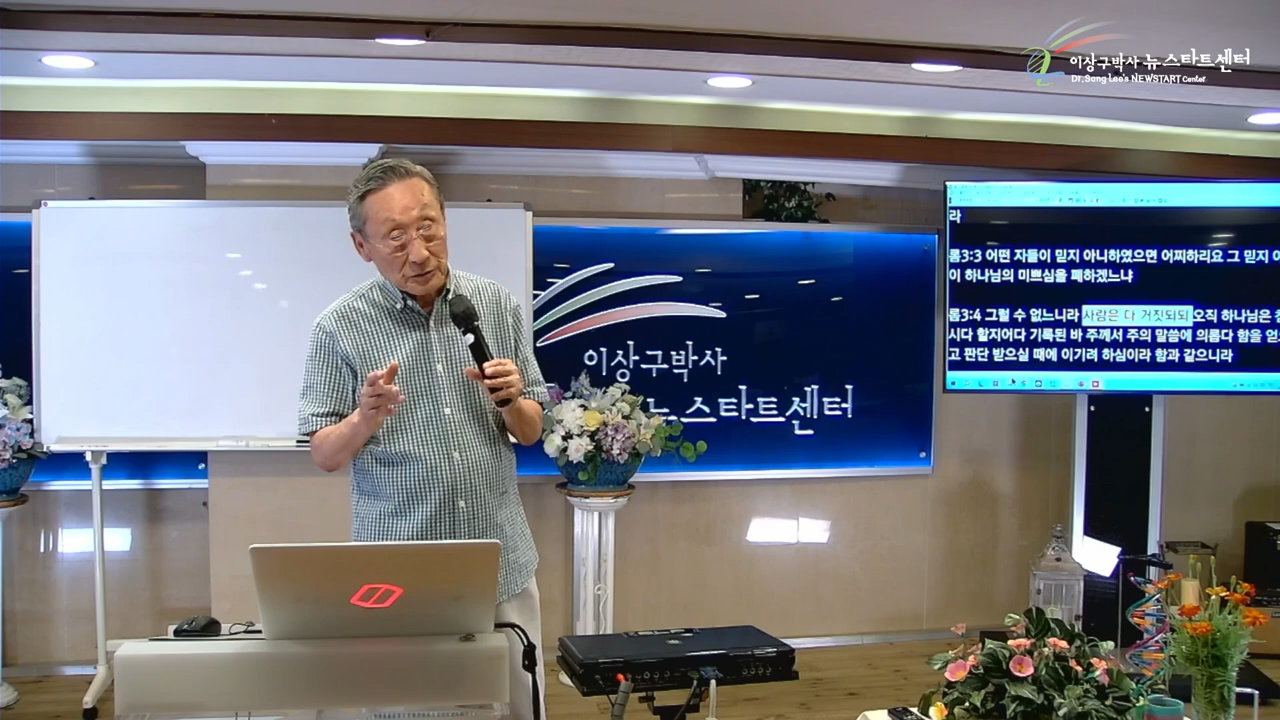 이상구박사 뉴스타트센터
Dr.Sang Lee's NEWSTART Center
라
롬3:3 어떤 자들이 믿지 아니하였으면 어찌하리요 그 믿지
이 하나님의 미쁘심을 폐하겠느냐
롬3:4 그럴 수 없느니라 사람은 다 거짓되되 오직 하나님은
시다 할지어다 기록된 바 주께서 주의 말씀에 의롭다 함을
고 판단 받으실 때에 이기려 하심이라 함과 같으니라
이상구박사
뉴스타트센터